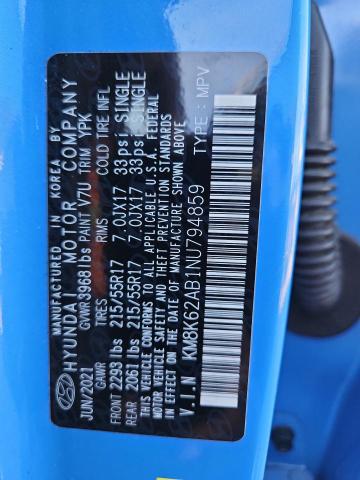 MANUFACTURED IN KOREA BY
HYUNDAI MOTOR COMPANY
JUN/2021 GVWR 3968 lbs PAINT V7U TRIM YPK
GAWR TIRES RIMS COLD TIRE INFL
FRONT 2293 lbs 215/55R17 7.0JX17 33psi SINGLE
REAR 2061 lbs 215/55R17 7.0JX17 33psi SINGLE
THIS VEHICLE CONFORMS TO ALL APPLICABLE U.S.A. FEDERAL
MOTOR VEHICLE SAFETY, BUMPER, AND THEFT PREVENTION STANDARDS
IN EFFECT ON THE DATE OF MANUFACTURE SHOWN ABOVE.
V.I.N KM8K62AB1NU794859 TYPE : MPV